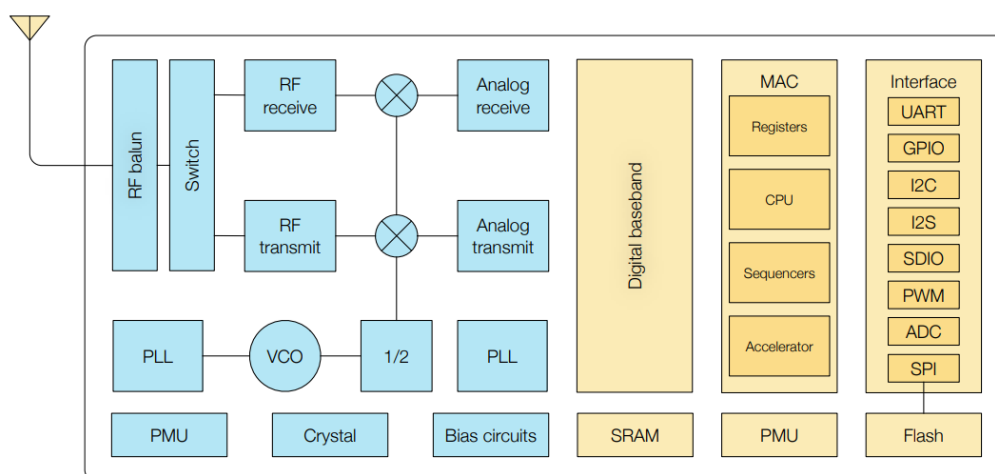 RF balun
Switch
RF
receive
Analog
receive
RF
transmit
Analog
transmit
PLL
VCO
1/2
PLL
PMU
Crystal
Bias circuits
Digital baseband
SRAM
MAC
Registers
CPU
Sequencers
Accelerator
PMU
Interface
UART
GPIO
I2C
I2S
SDIO
PWM
ADC
SPI
Flash